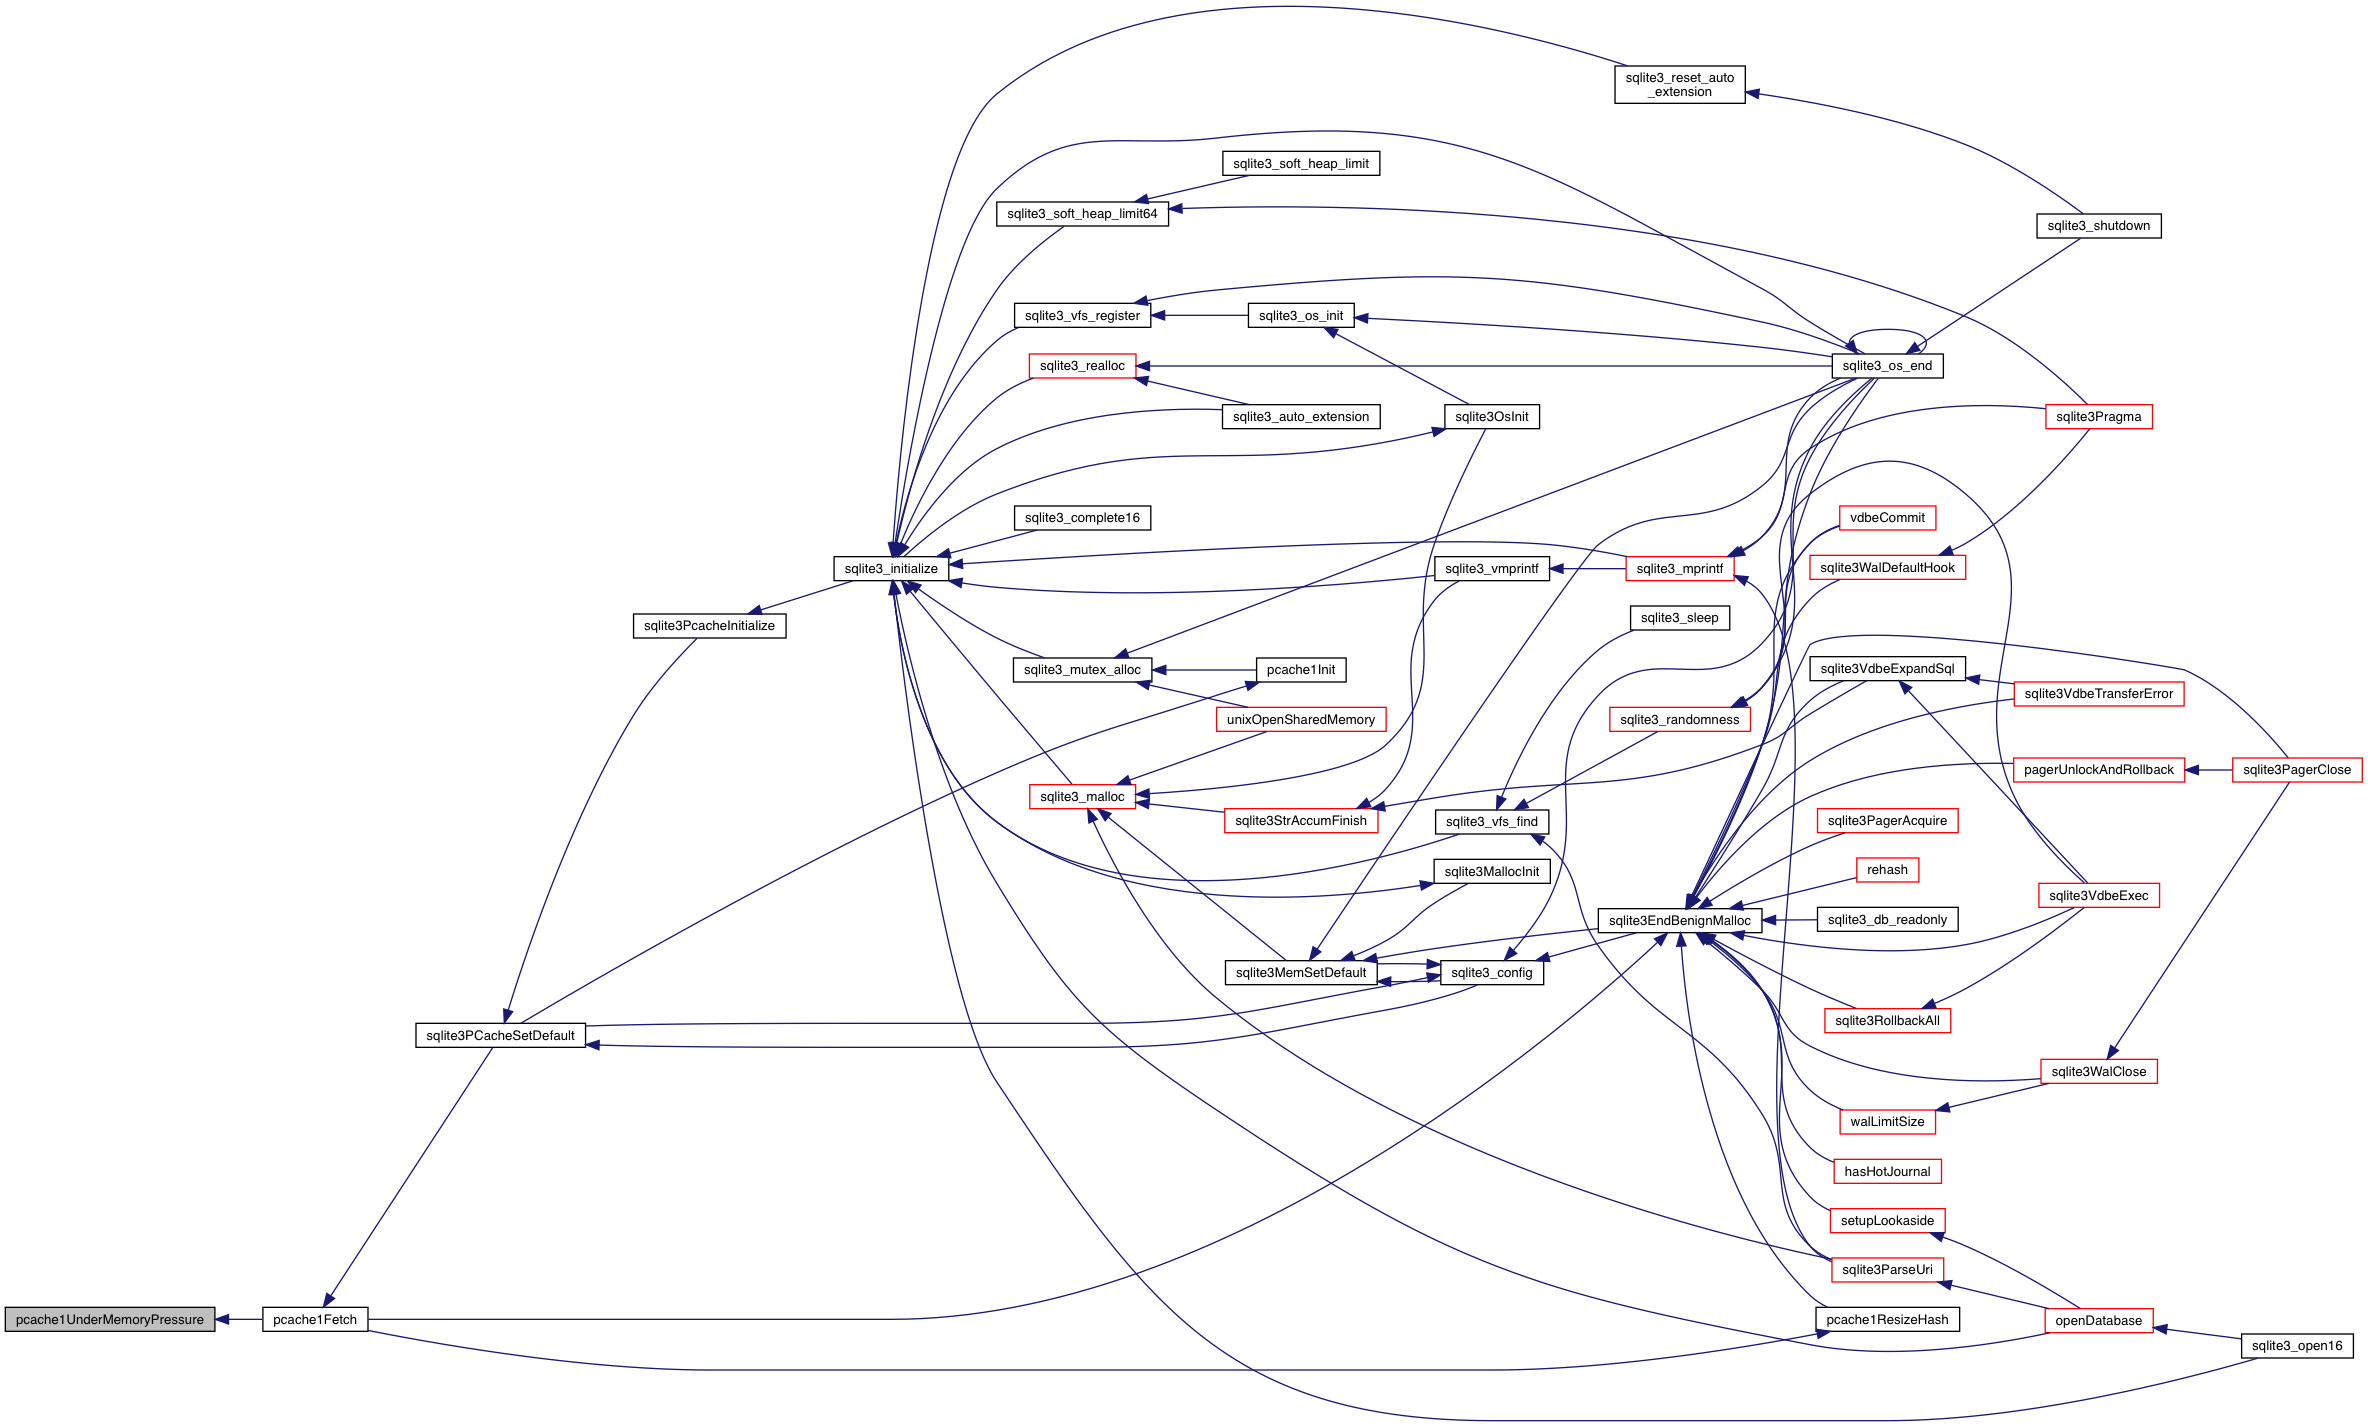 sqlite3_reset_auto
_extension
sqlite3_soft_heap_limit
sqlite3_soft_heap_limit64
sqlite3_shutdown
sqlite3_vfs_register
sqlite3_os_init
sqlite3_realloc
sqlite3_os_end
sqlite3_auto_extension
sqlite3OsInit
sqlite3Pragma
sqlite3_complete16
vdbeCommit
sqlite3_initialize
sqlite3_vmprintf
sqlite3_mprintf
sqlite3WalDefaultHook
sqlite3PcacheInitialize
sqlite3_sleep
sqlite3_mutex_alloc
pcache1Init
sqlite3VdbeExpandSql
sqlite3VdbeTransferError
unixOpenSharedMemory
sqlite3_randomness
pagerUnlockAndRollback
sqlite3PagerClose
sqlite3_malloc
sqlite3StrAccumFinish
sqlite3_vfs_find
sqlite3PagerAcquire
sqlite3MallocInit
rehash
sqlite3VdbeExec
sqlite3EndBenignMalloc
sqlite3_db_readonly
sqlite3MemSetDefault
sqlite3_config
sqlite3RollbackAll
sqlite3PCacheSetDefault
sqlite3WalClose
walLimitSize
hasHotJournal
setupLookaside
sqlite3ParseUri
pcache1UnderMemoryPressure
pcache1Fetch
pcache1ResizeHash
openDatabase
sqlite3_open16